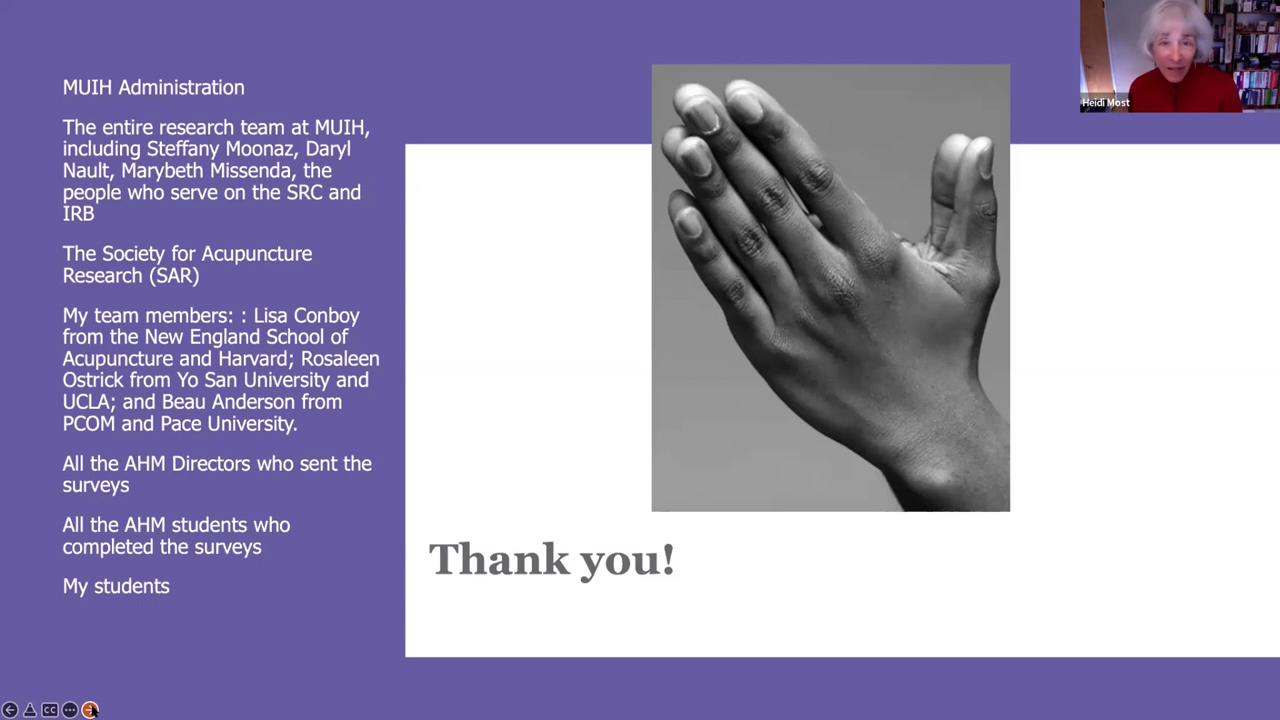 MUIH Administration
The entire research team at MUIH,
including Steffany Moonaz, Daryl
Nault, Marybeth Missenda, the
people who serve on the SRC and
IRB
The Society for Acupuncture
Research (SAR)
My team members: : Lisa Conboy
from the New England School of
Acupuncture and Harvard; Rosaleen
Ostrick from Yo San University and
UCLA; and Beau Anderson from
PCOM and Pace University.
All the AHM Directors who sent the
surveys
All the AHM students who
completed the surveys
My students
Thank you!
Heidi Most
CC